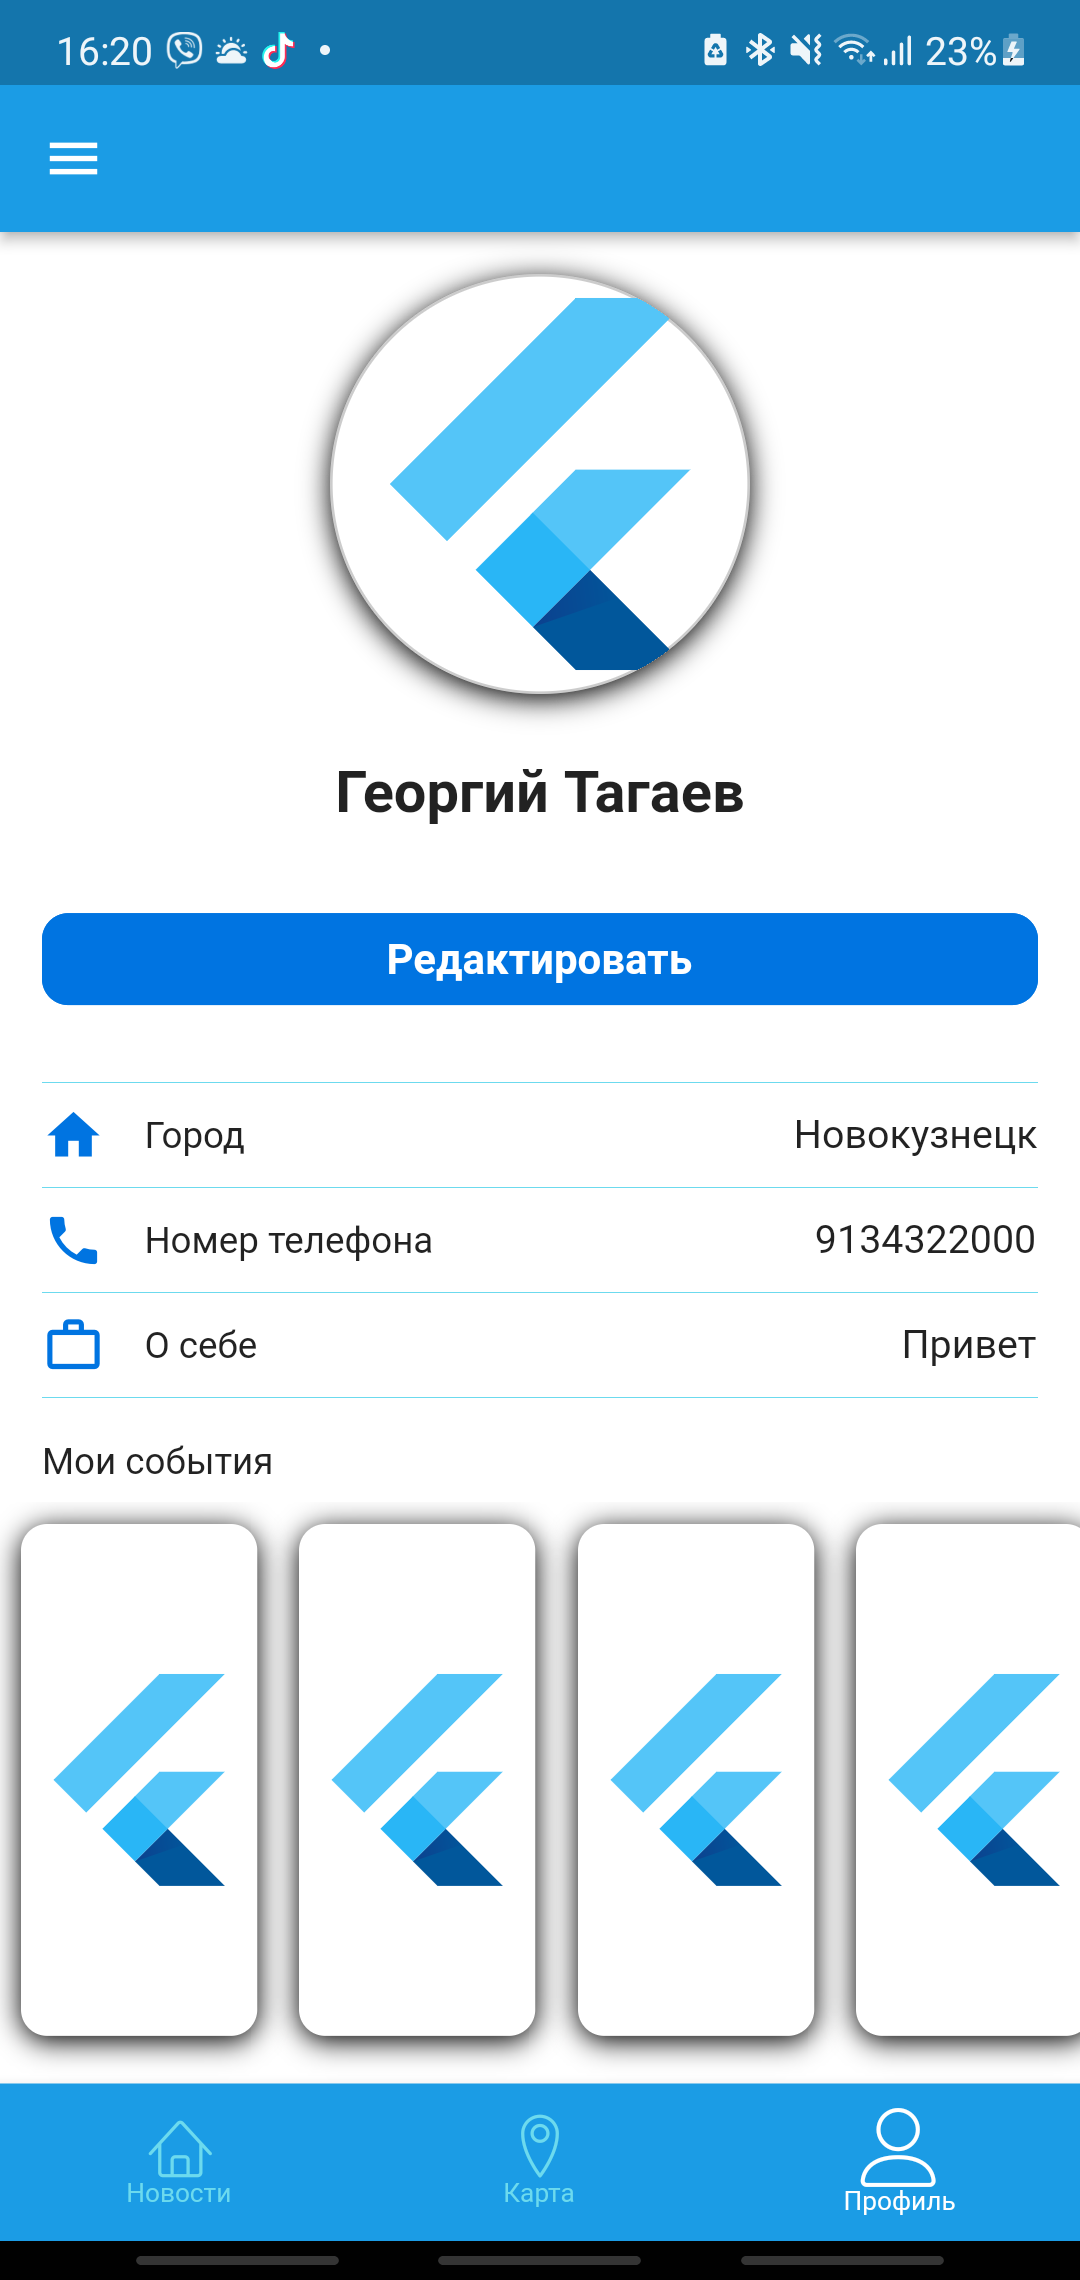 16:20 23%
Георгий Тагаев
Редактировать
Город Новокузнецк
Номер телефона 9134322000
О себе Привет
Мои события
Новости Карта Профиль